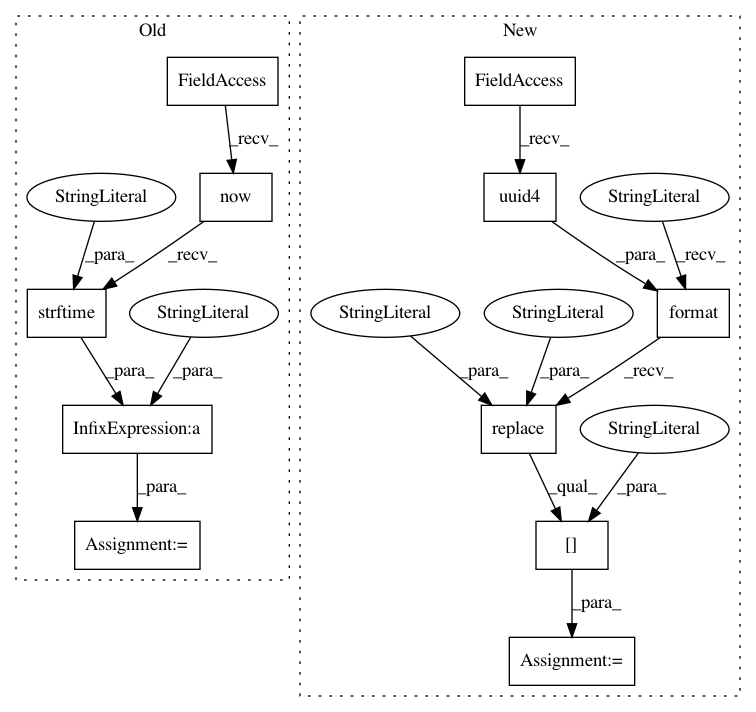 Old
New
FieldAccess
FieldAccess
_recv_
_recv_
StringLiteral
now
uuid4
StringLiteral
_para_
_recv_
_para_
_recv_
strftime
StringLiteral
StringLiteral
StringLiteral
format
_para_
_para_
_para_
_para_
_recv_
InfixExpression:a
replace
StringLiteral
_para_
_qual_
_para_
Assignment:=
[]
_para_
Assignment:=